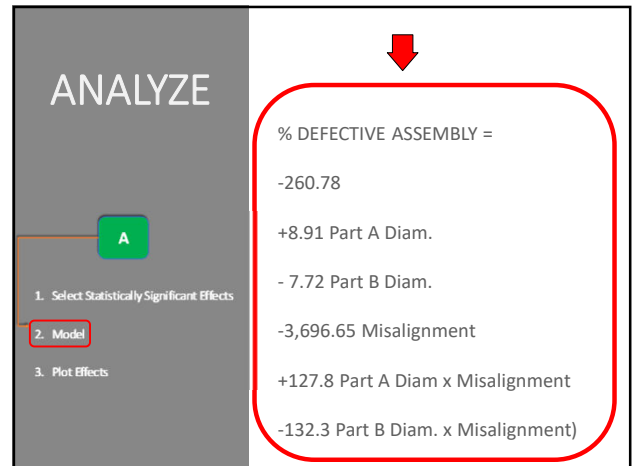 ANALYZE
A
1. Select Statistically Significant Effects
2. Model
3. Plot Effects
% DEFECTIVE ASSEMBLY =
-260.78
+8.91 Part A Diam.
- 7.72 Part B Diam.
-3,696.65 Misalignment
+127.8 Part A Diam x Misalignment
-132.3 Part B Diam. x Misalignment)